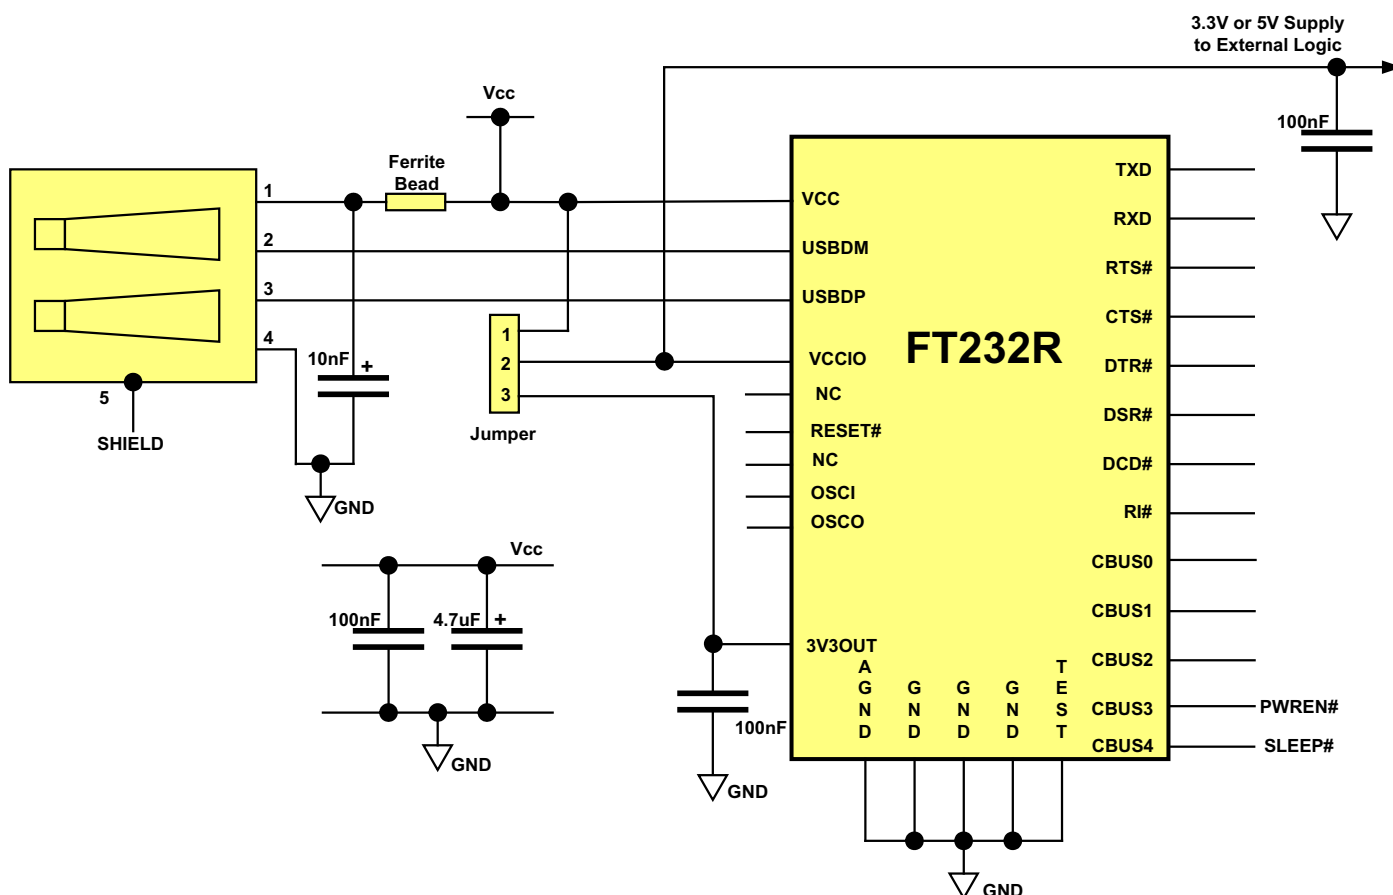 3.3V or 5V Supply
to External Logic
Vcc
100nF
Ferrite
Bead
1
2
3
4
5
SHIELD
10nF
+
GND
1
2
3
Jumper
Vcc
100nF
4.7uF
+
GND
FT232R
VCC
USBDM
USBDP
VCCIO
NC
RESET#
NC
OSCI
OSCO
3V3OUT
AGND
GND
GND
GND
TEST
TXD
RXD
RTS#
CTS#
DTR#
DSR#
DCD#
RI#
CBUS0
CBUS1
CBUS2
CBUS3
CBUS4
PWREN#
SLEEP#
100nF
GND
GND